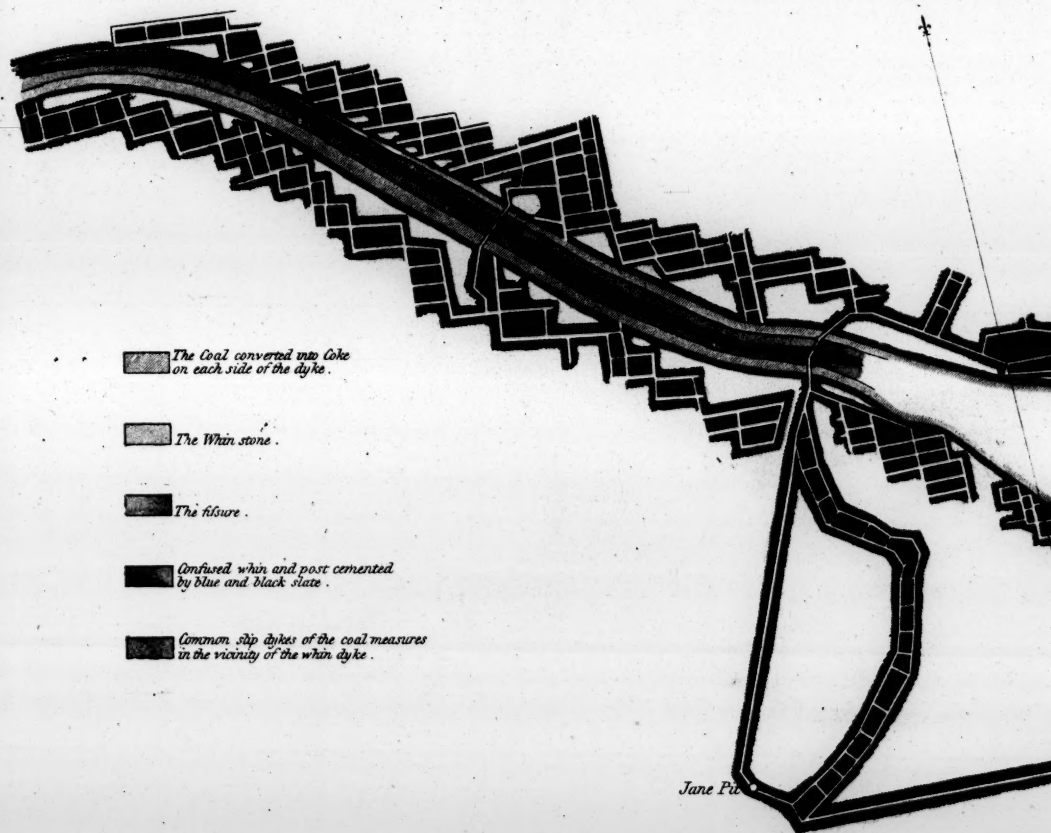 The Coal converted into Coke
on each side of the dyke.
The Whin stone.
The fiſsure.
Confused whin and post cemented
by blue and black slate.
Common slip dykes of the coal measures
in the vicinity of the whin dyke.
Jane Pit